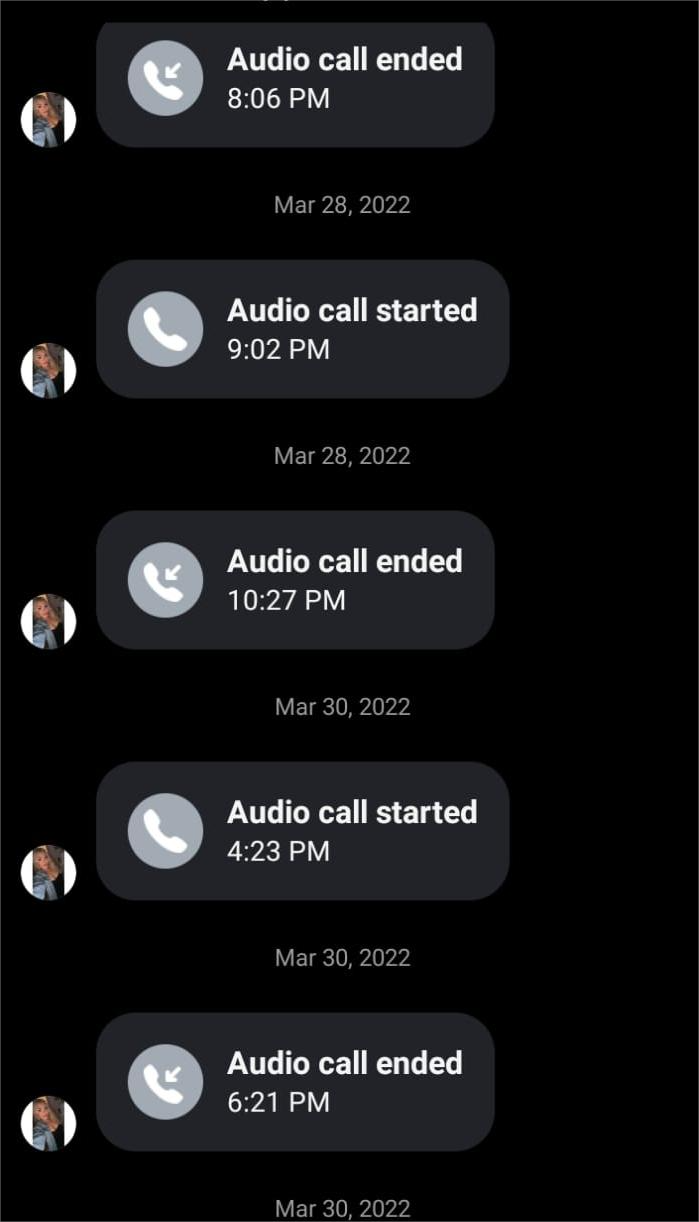 Audio call ended
8:06 PM
Mar 28, 2022
Audio call started
9:02 PM
Mar 28, 2022
Audio call ended
10:27 PM
Mar 30, 2022
Audio call started
4:23 PM
Mar 30, 2022
Audio call ended
6:21 PM
Mar 30, 2022